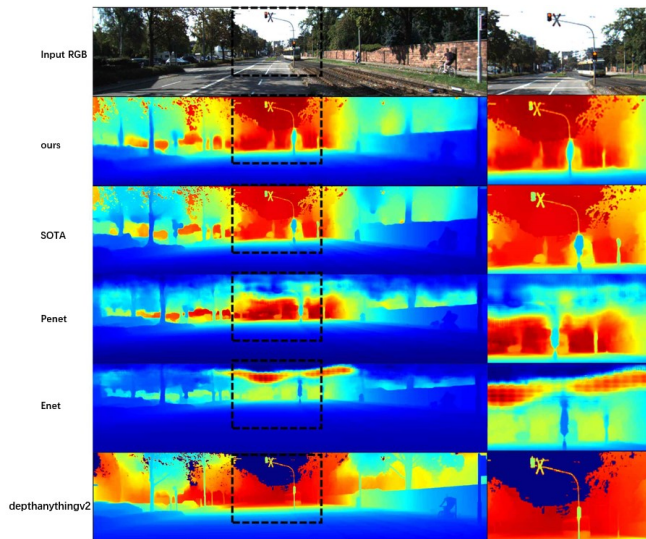 Input RGB
ours
SOTA
Penet
Enet
depthanythingv2